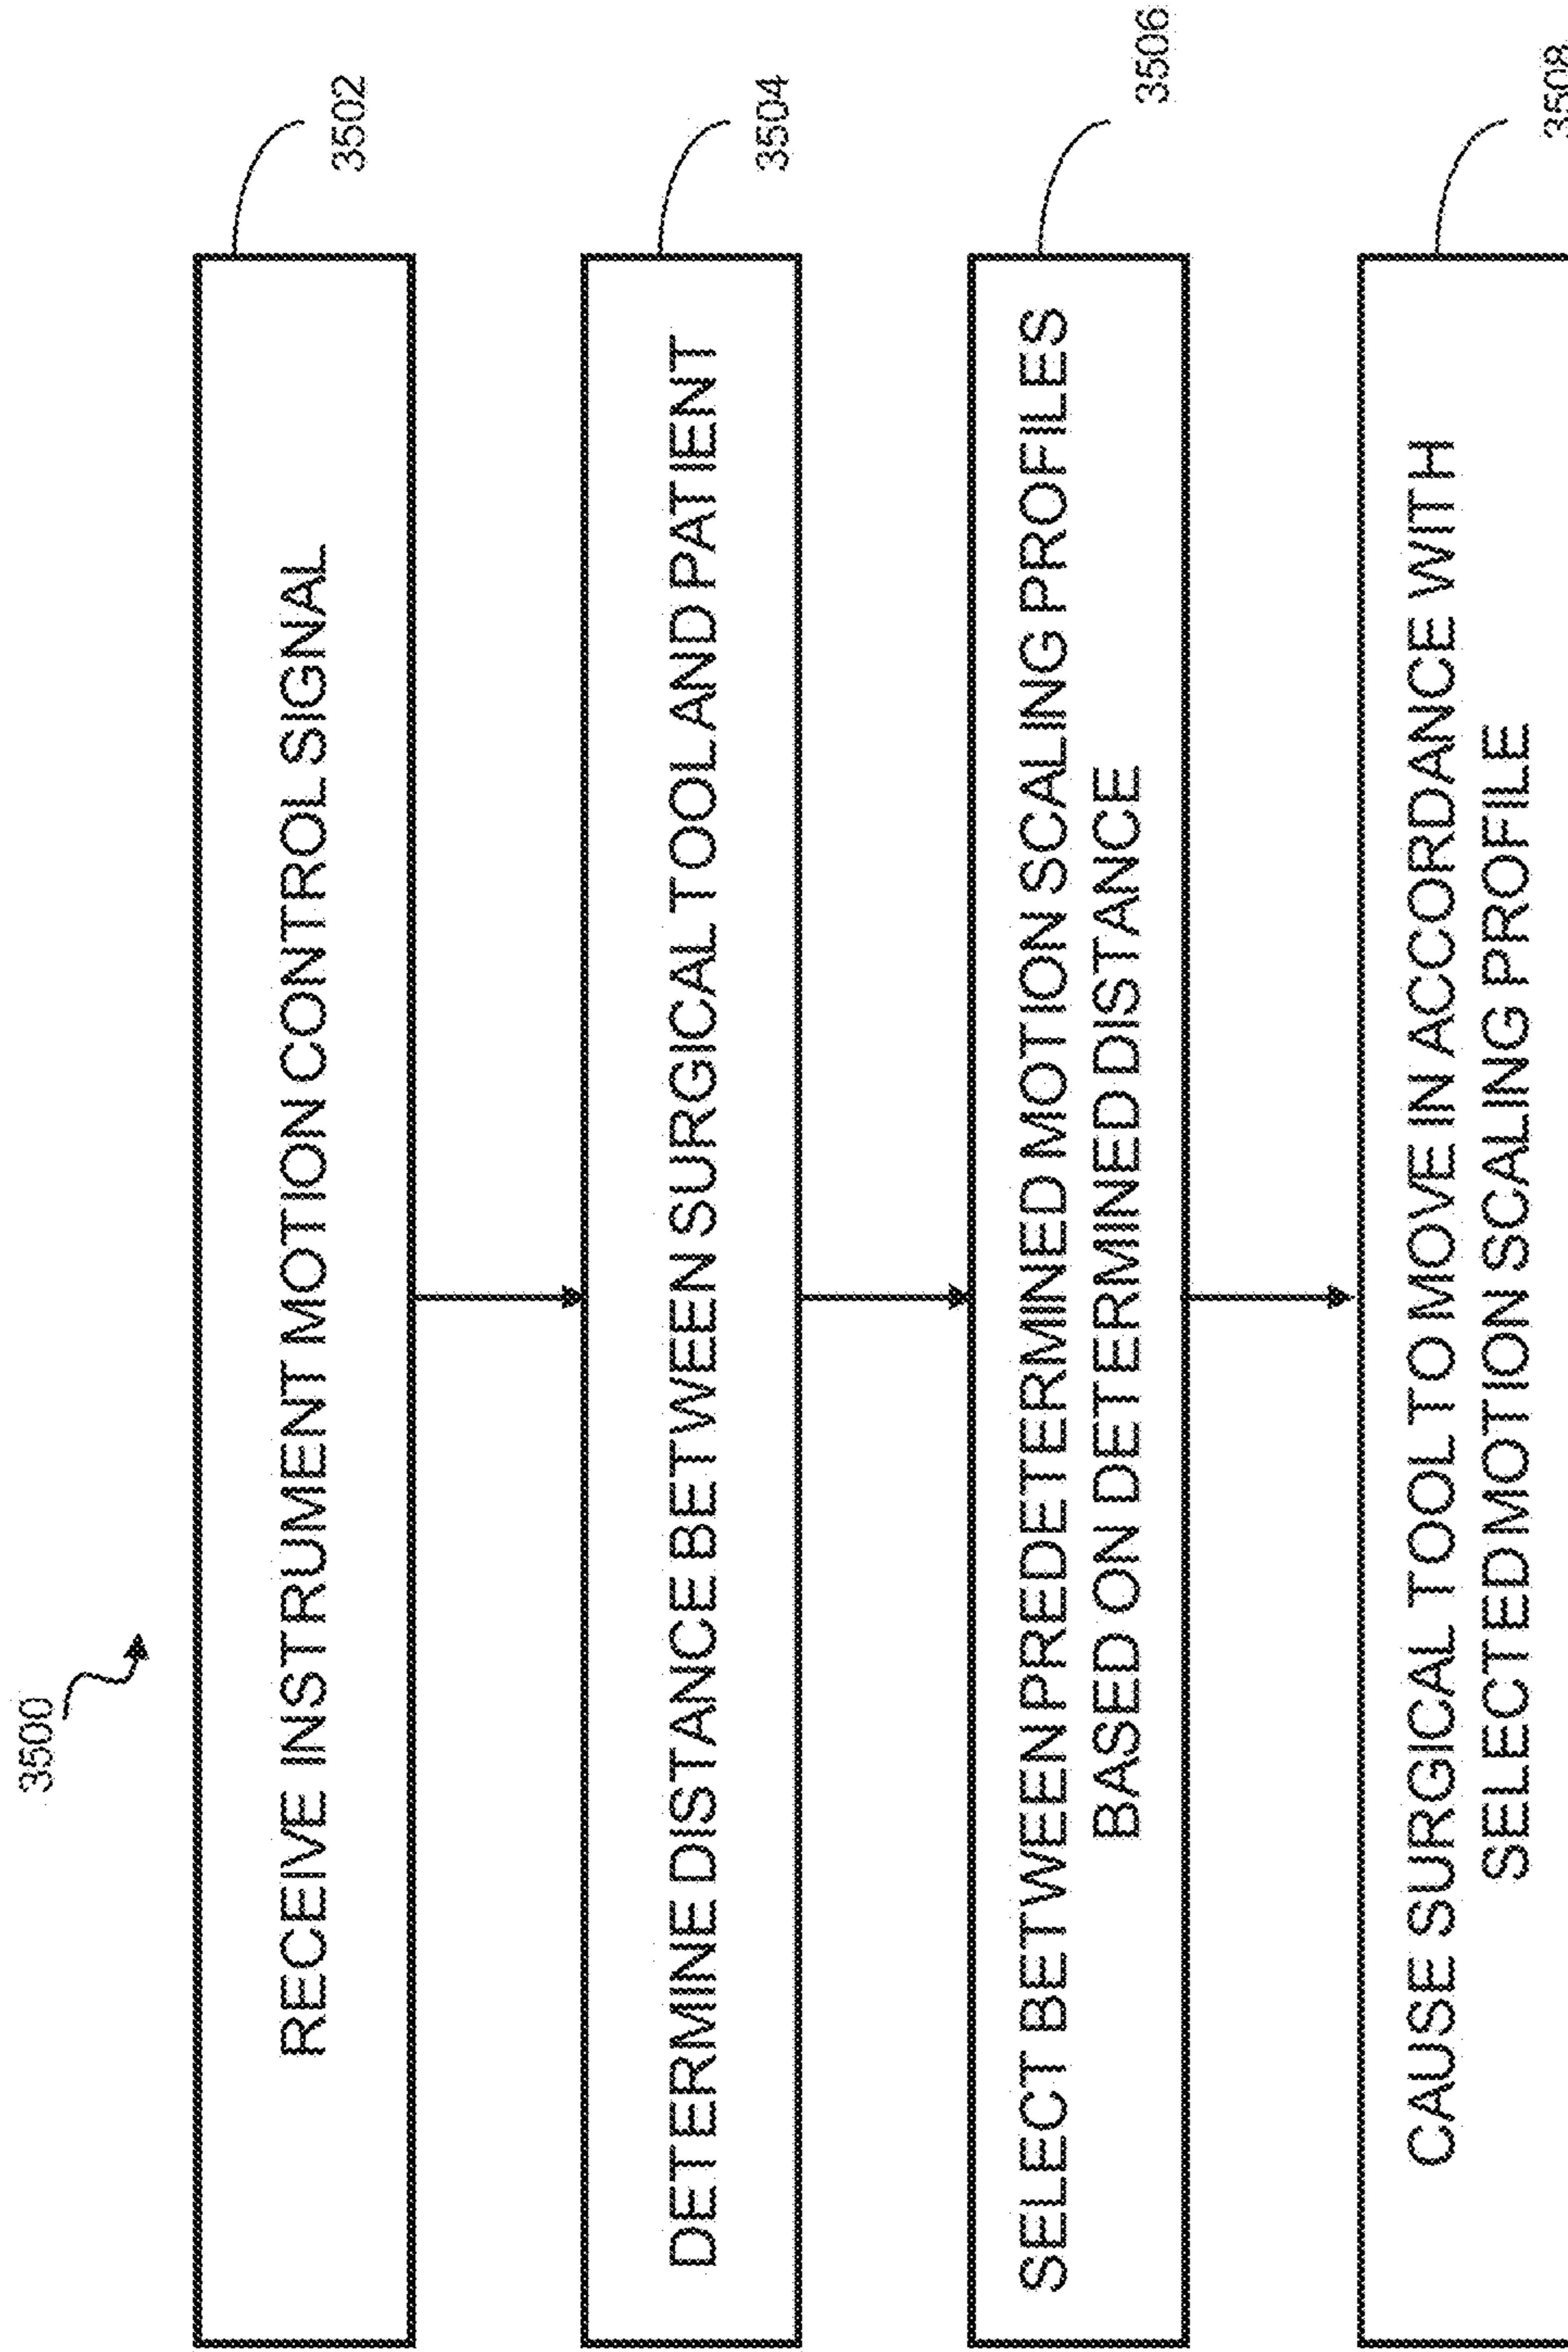 3500
RECEIVE INSTRUMENT MOTION CONTROL SIGNAL
3502
DETERMINE DISTANCE BETWEEN SURGICAL TOOL AND PATIENT
3504
SELECT BETWEEN PREDETERMINED MOTION SCALING PROFILES
BASED ON DETERMINED DISTANCE
3506
CAUSE SURGICAL TOOL TO MOVE IN ACCORDANCE WITH
SELECTED MOTION SCALING PROFILE
3508